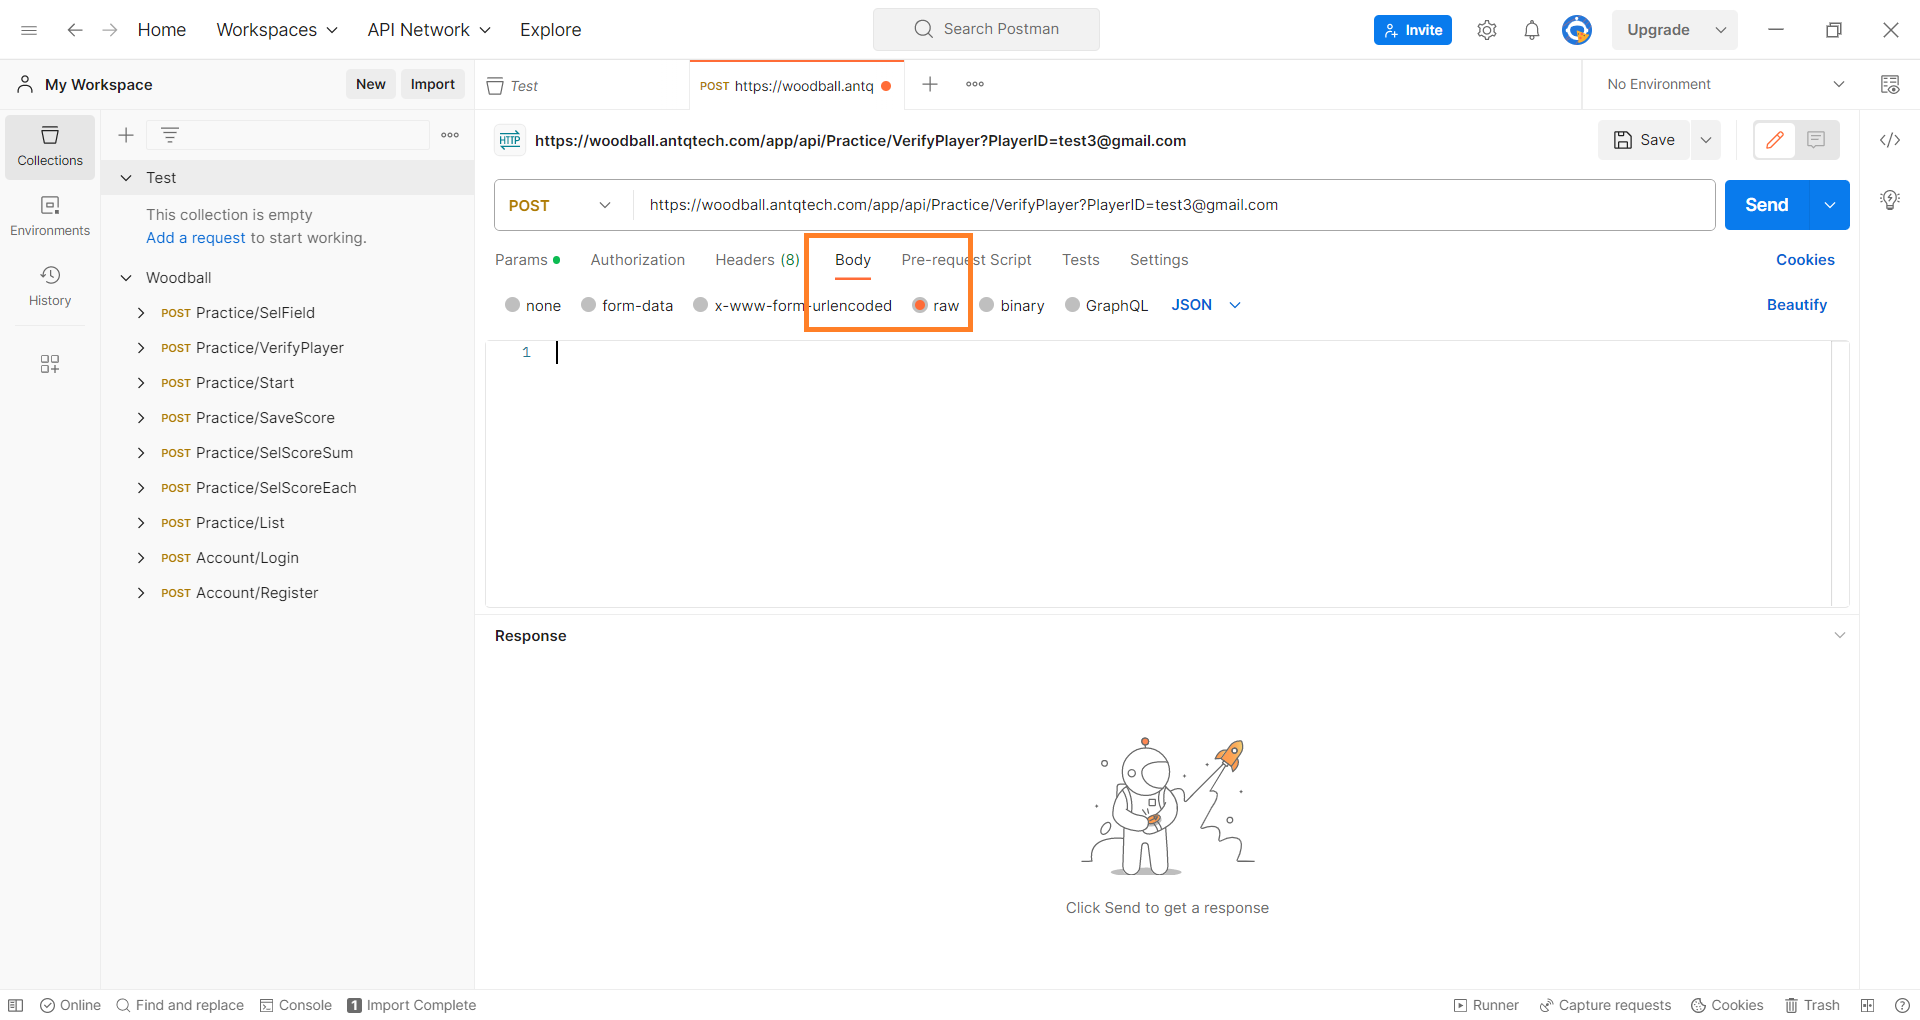 Home Workspaces API Network Explore Search Postman Invite Upgrade
My Workspace New Import Test POST https://woodball.antq No Environment
Collections
Environments
History
Test
This collection is empty
Add a request to start working.
Woodball
POST Practice/SelField
POST Practice/VerifyPlayer
POST Practice/Start
POST Practice/SaveScore
POST Practice/SelScoreSum
POST Practice/SelScoreEach
POST Practice/List
POST Account/Login
POST Account/Register
HTTP https://woodball.antqtech.com/app/api/Practice/VerifyPlayer?PlayerID=test3@gmail.com Save
POST https://woodball.antqtech.com/app/api/Practice/VerifyPlayer?PlayerID=test3@gmail.com Send
Params Authorization Headers (8) Body Pre-request Script Tests Settings Cookies
none form-data x-www-form-urlencoded raw binary GraphQL JSON Beautify
1
Response
Click Send to get a response
Online Find and replace Console 1 Import Complete Runner Capture requests Cookies Trash